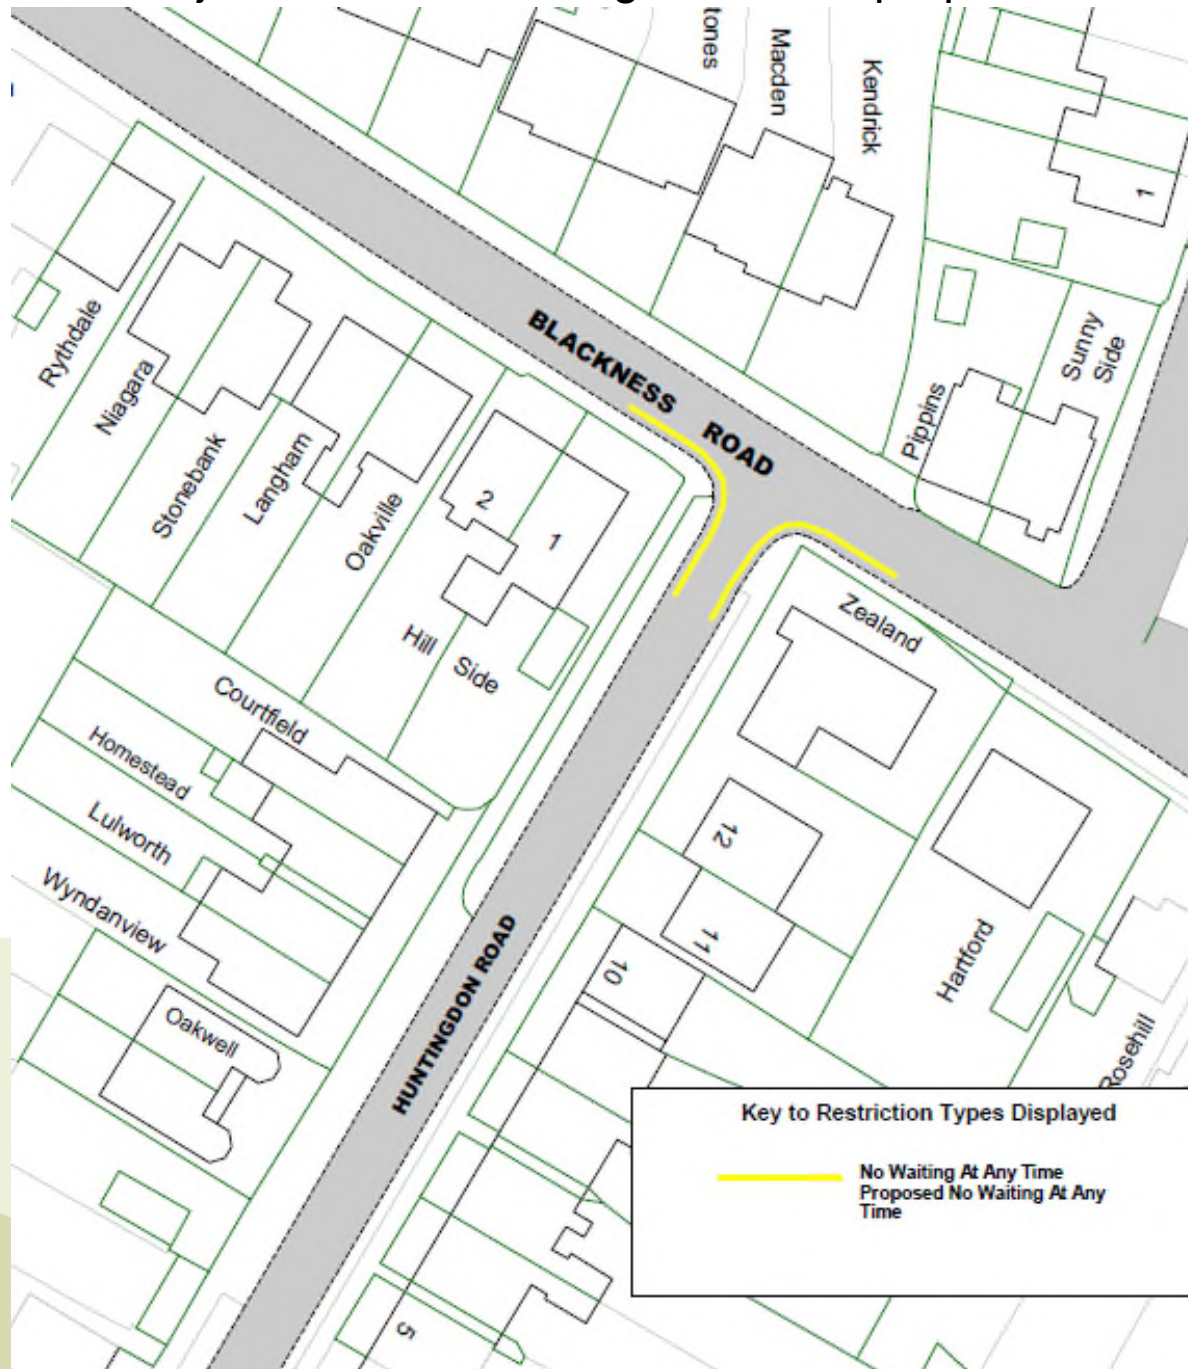 tones
Macden
Kendrick
1
BLACKNESS ROAD
Sunny
Side
Pippins
Rythdale
Niagara
Stonebank
Langham
Oakville
2
1
Hill Side
Zealand
Courtfield
Homestead
Lulworth
Wyndanview
Oakwell
HUNTINGDON ROAD
12
11
10
Hartford
Rosehill
5
Key to Restriction Types Displayed
No Waiting At Any Time
Proposed No Waiting At Any
Time